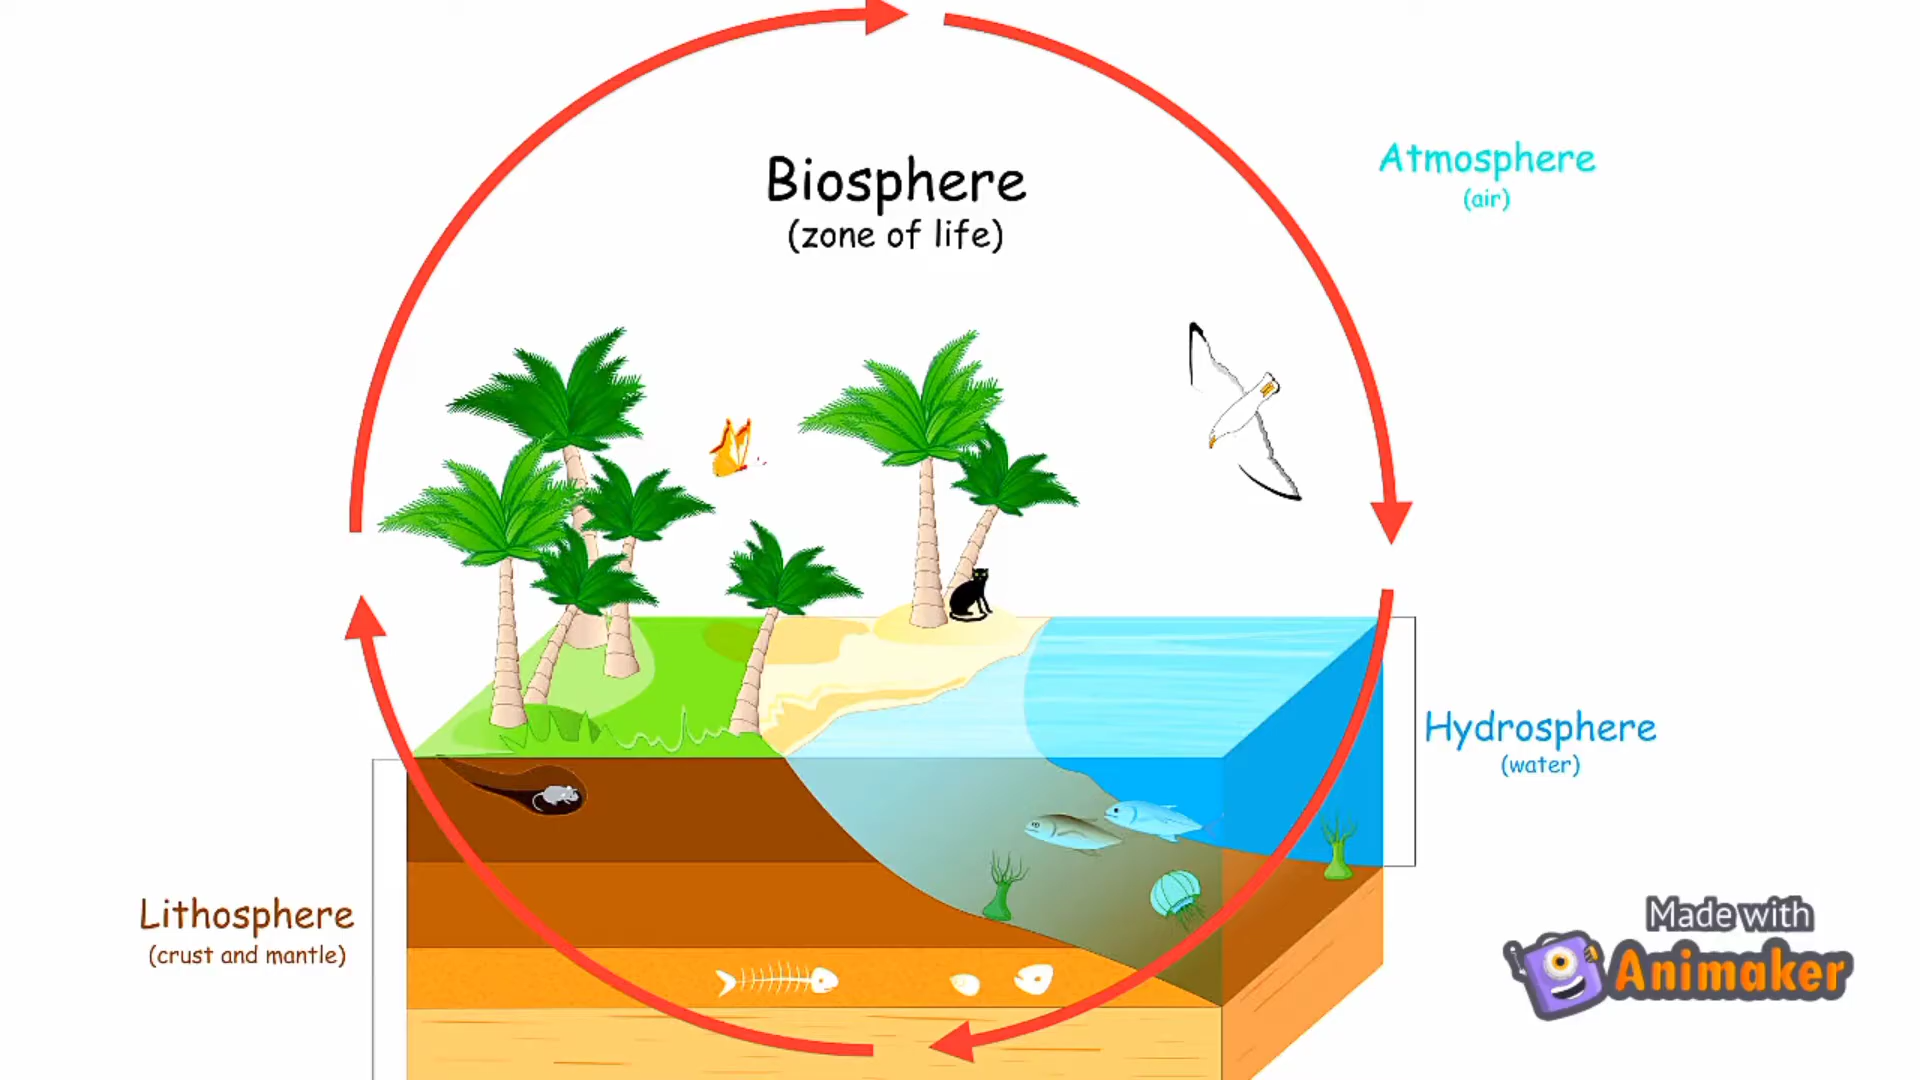 Biosphere
(zone of life)
Atmosphere
(air)
Hydrosphere
(water)
Lithosphere
(crust and mantle)
Made with
Animaker